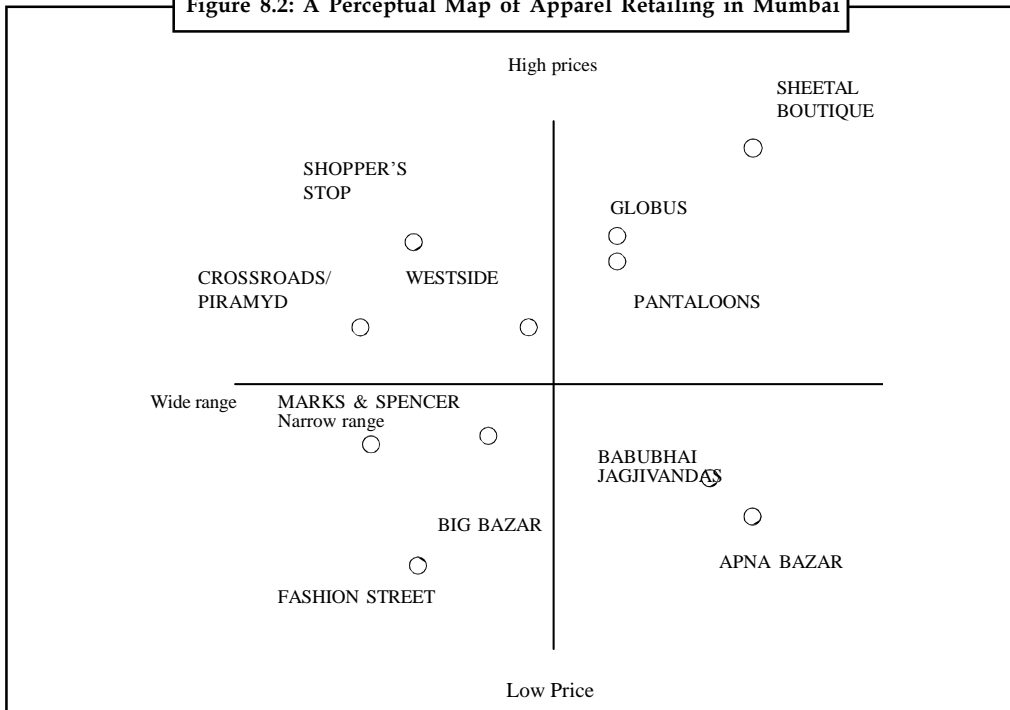 Figure 8.2: A Perceptual Map of Apparel Retailing in Mumbai
High prices
SHEETAL
BOUTIQUE
SHOPPER'S
STOP
GLOBUS
CROSSROADS/
PIRAMYD
WESTSIDE
PANTALOONS
Wide range
MARKS & SPENCER
Narrow range
BABUBHAI
JAGJIVANDAS
BIG BAZAR
APNA BAZAR
FASHION STREET
Low Price